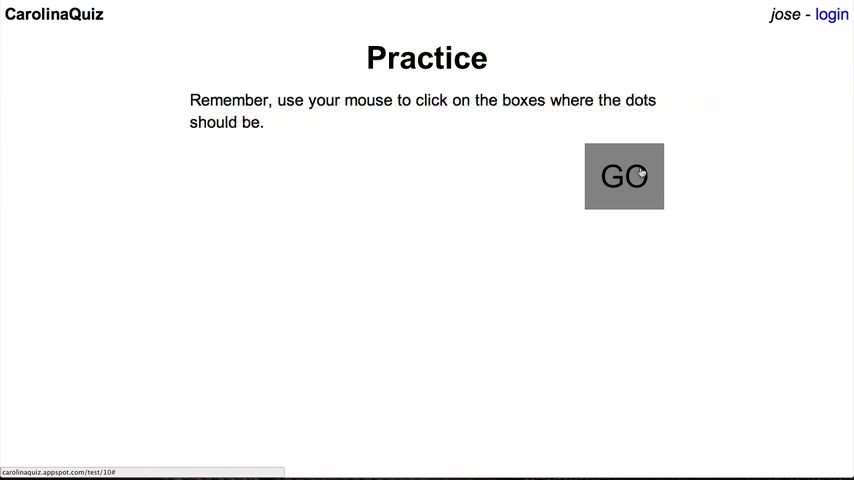 CarolinaQuiz
jose - login
Practice
Remember, use your mouse to click on the boxes where the dots
should be.
GO
carolinaquiz.appspot.com/test/10#